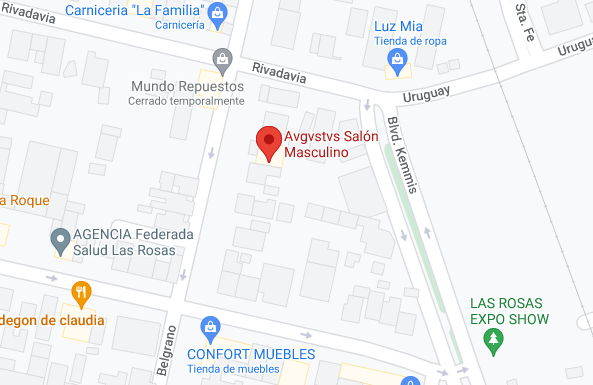 Rivadavia
Carniceria "La Familia"
Carnicería
Sta. Fe
Luz Mia
Tienda de ropa
Uruguay
Mundo Repuestos
Cerrado temporalmente
Rivadavia
Uruguay
Avgvstvs Salón
Masculino
Blvd. Kemmis
a Roque
AGENCIA Federada
Salud Las Rosas
degon de claudia
Belgrano
CONFORT MUEBLES
Tienda de muebles
LAS ROSAS
EXPO SHOW